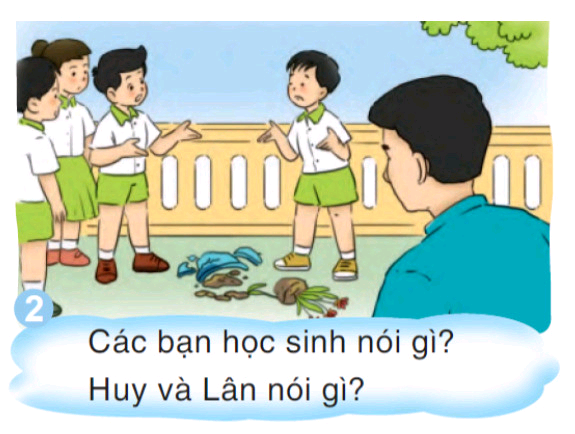 2
Các bạn học sinh nói gì?
Huy và Lân nói gì?